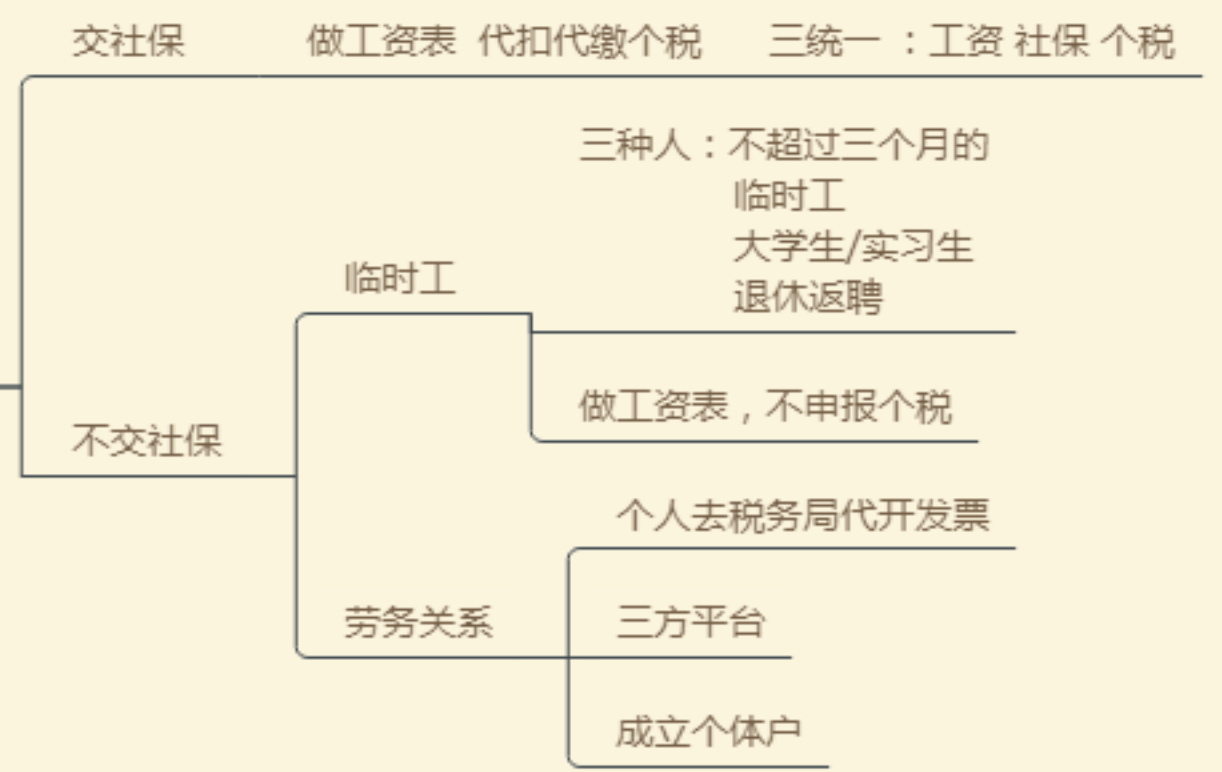 交社保 做工资表 代扣代缴个税 三统一 ：工资 社保 个税
三种人：不超过三个月的
临时工
大学生/实习生
退休返聘
临时工
做工资表，不申报个税
不交社保
个人去税务局代开发票
劳务关系
三方平台
成立个体户